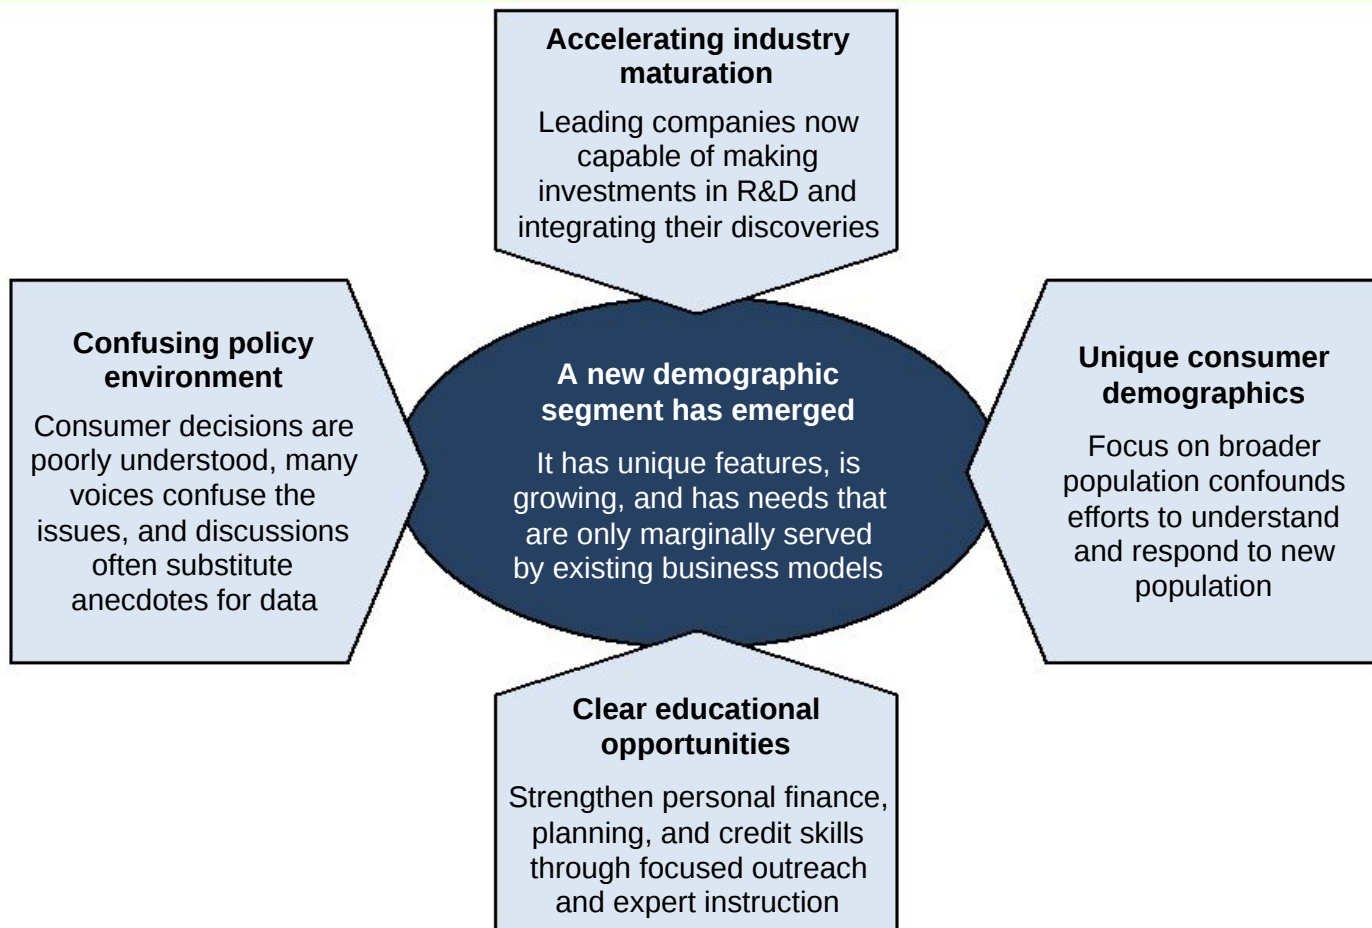 Accelerating industry
maturation
Leading companies now
capable of making
investments in R&D and
integrating their discoveries
Confusing policy
environment
Consumer decisions are
poorly understood, many
voices confuse the
issues, and discussions
often substitute
anecdotes for data
A new demographic
segment has emerged
It has unique features, is
growing, and has needs that
are only marginally served
by existing business models
Unique consumer
demographics
Focus on broader
population confounds
efforts to understand
and respond to new
population
Clear educational
opportunities
Strengthen personal finance,
planning, and credit skills
through focused outreach
and expert instruction